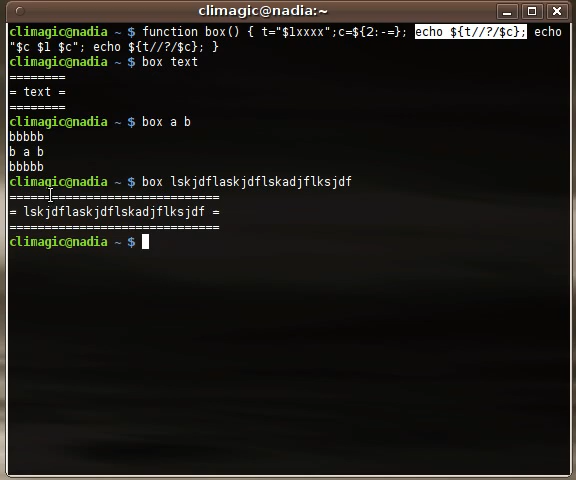 climagic@nadia:~
climagic@nadia ~ $ function box() { t="$1xxxx";c=${2:-=}; echo ${t//?/$c}; echo
"$c $1 $c"; echo ${t//?/$c}; }
climagic@nadia ~ $ box text
========
= text =
========
climagic@nadia ~ $ box a b
bbbbb
b a b
bbbbb
climagic@nadia ~ $ box lskjdflaskjdflskadjflksjdf
==============================
= lskjdflaskjdflskadjflksjdf =
==============================
climagic@nadia ~ $